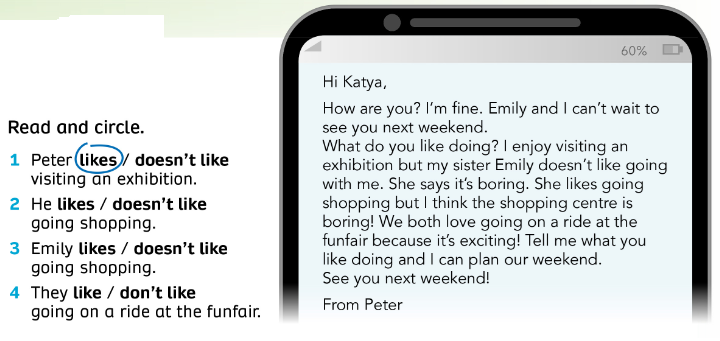 Read and circle.
1 Peter likes / doesn't like
visiting an exhibition.
2 He likes / doesn't like
going shopping.
3 Emily likes / doesn't like
going shopping.
4 They like / don't like
going on a ride at the funfair.
60%
Hi Katya,
How are you? I'm fine. Emily and I can't wait to
see you next weekend.
What do you like doing? I enjoy visiting an
exhibition but my sister Emily doesn't like going
with me. She says it's boring. She likes going
shopping but I think the shopping centre is
boring! We both love going on a ride at the
funfair because it's exciting! Tell me what you
like doing and I can plan our weekend.
See you next weekend!
From Peter